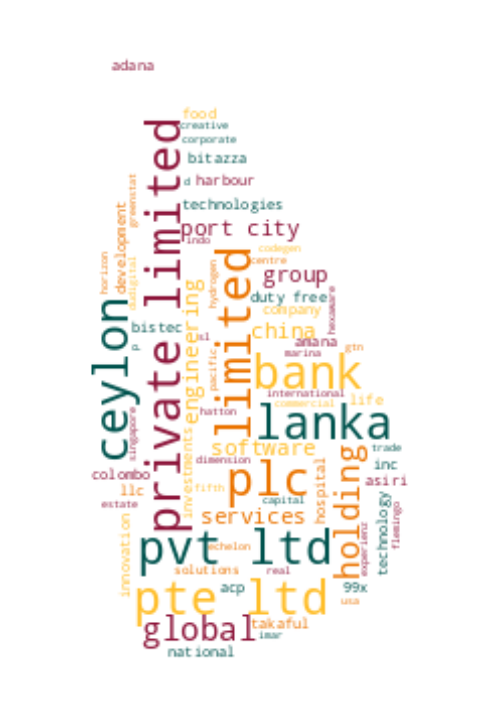 adana
food
creative
corporate
bitazza
d
harbour
technologies
port city
indo
private limited
greenstat
development
horizon
dudigital
codegen
centre
hydrogen
limited
group
duty free
hexaware
company
china
engineering
ceylon
bistec
p
sl
amana
marina
gtn
pacific
bank
international
commercial
life
hatton
lanka
singapore
investments
software
trade
dimension
plc
inc
colombo
asiri
llc
fifth
hospital
holding
capital
estate
services
technology
flemingo
experienz
innovation
pvt ltd
echelon
solutions
real
acp
99x
pte ltd
usa
global
takaful
imar
national